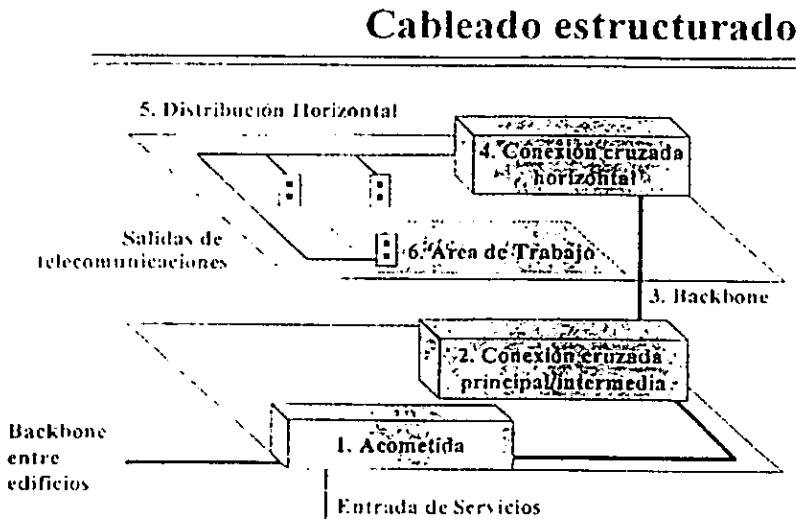 Cableado estructurado
5. Distribución Horizontal
4. Conexión cruzada
horizontal
Salidas de
telecomunicaciones
6. Area de Trabajo
3. Backbone
2. Conexión cruzada
principal/intermedia
1. Acometida
Backbone
entre
edificios
Entrada de Servicios